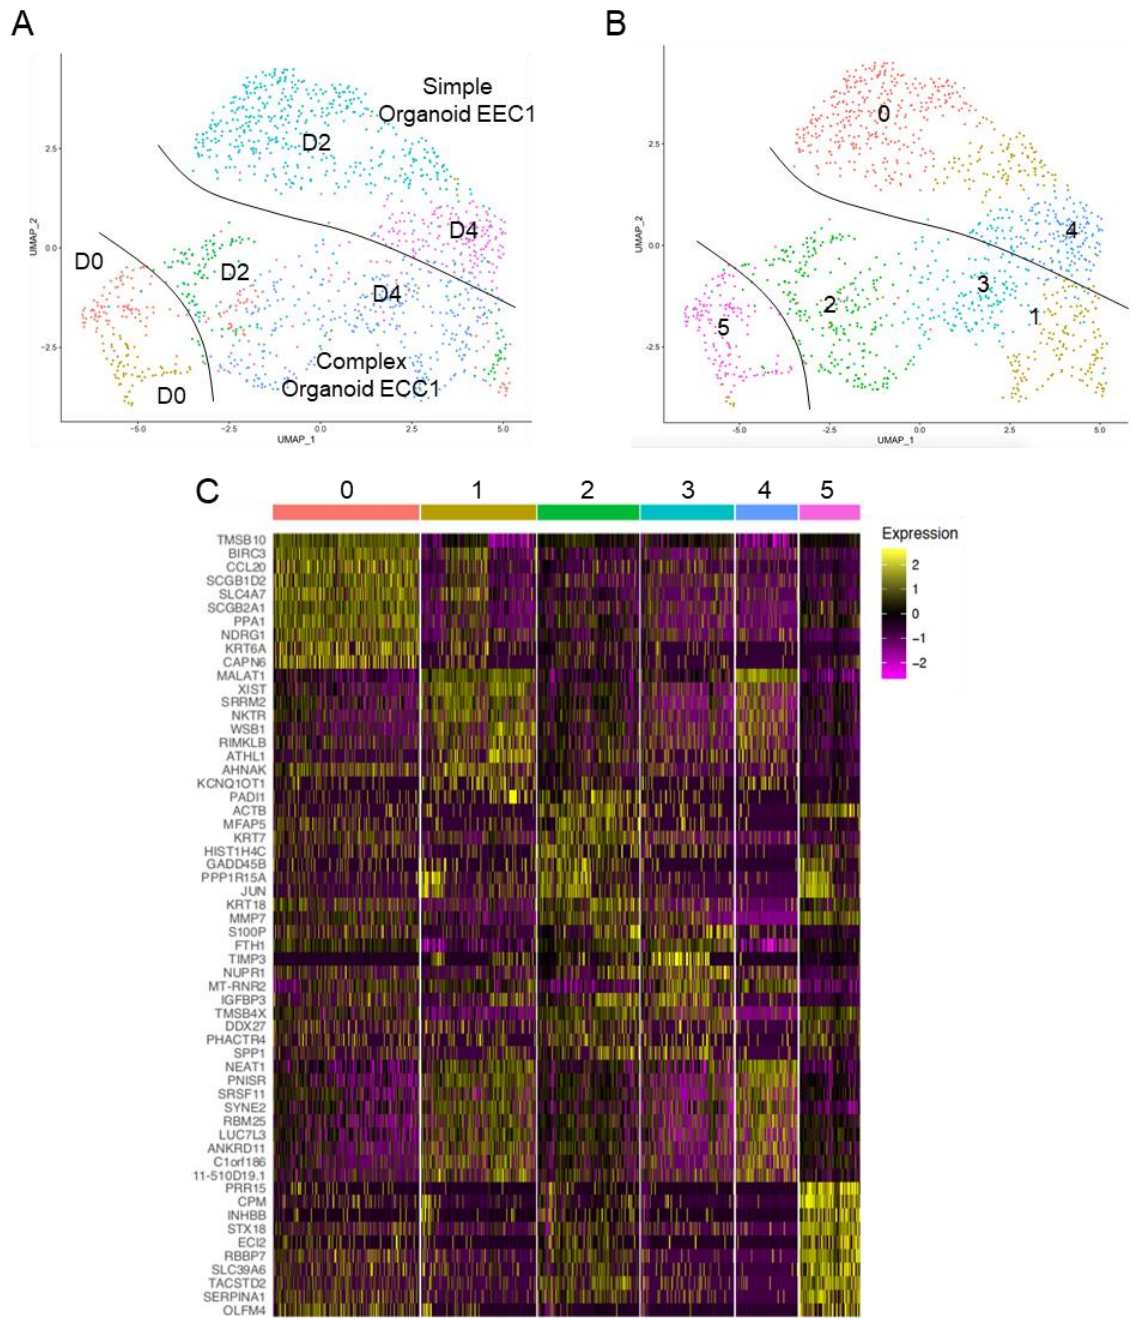 A
Simple
Organoid EEC1
D2
D4
D0
D2
D4
Complex
Organoid ECC1
D0
2.5
0.0
-2.5
UMAP_2
-5.0
-2.5
0.0
2.5
5.0
UMAP_1
B
0
4
3
1
2
5
2.5
0.0
-2.5
UMAP_2
-5.0
-2.5
0.0
2.5
5.0
UMAP_1
C
0 1 2 3 4 5
TMSB10
BIRC3
CCL20
SCGB1D2
SLC4A7
SCGB2A1
PPA1
NDRG1
KRT6A
CAPN6
MALAT1
XIST
SRRM2
NKTR
WSB1
RIMKLB
ATHL1
AHNAK
KCNQ1OT1
PADI1
ACTB
MFAP5
KRT7
HIST1H4C
GADD45B
PPP1R15A
JUN
KRT18
MMP7
S100P
FTH1
TIMP3
NUPR1
MT-RNR2
IGFBP3
TMSB4X
DDX27
PHACTR4
SPP1
NEAT1
PNISR
SRSF11
SYNE2
RBM25
LUC7L3
ANKRD11
C1orf186
11-510D19.1
PRR15
CPM
INHBB
STX18
ECI2
RBBP7
SLC39A6
TACSTD2
SERPINA1
OLFM4
Expression
2
1
0
-1
-2